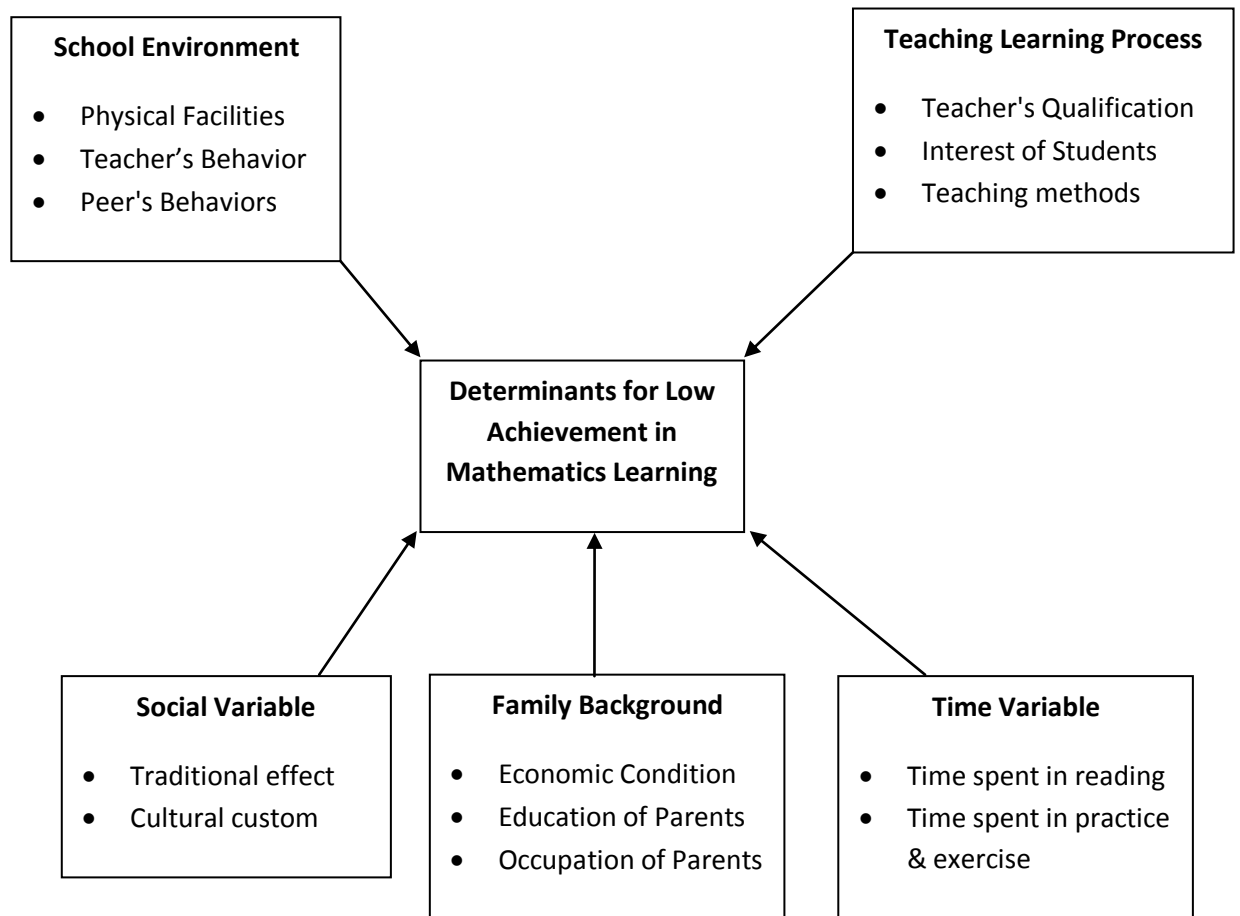 School Environment
• Physical Facilities
• Teacher’s Behavior
• Peer's Behaviors
Teaching Learning Process
• Teacher's Qualification
• Interest of Students
• Teaching methods
Determinants for Low
Achievement in
Mathematics Learning
Social Variable
• Traditional effect
• Cultural custom
Family Background
• Economic Condition
• Education of Parents
• Occupation of Parents
Time Variable
• Time spent in reading
• Time spent in practice
& exercise